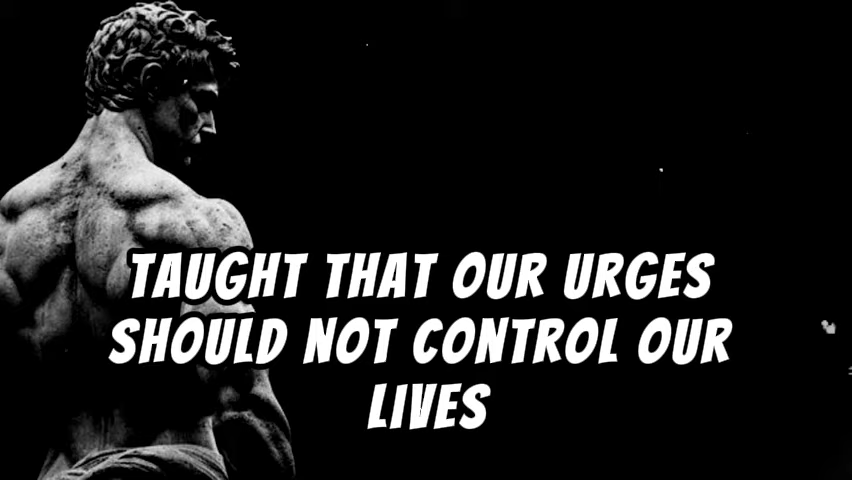 TAUGHT THAT OUR URGES
SHOULD NOT CONTROL OUR
LIVES